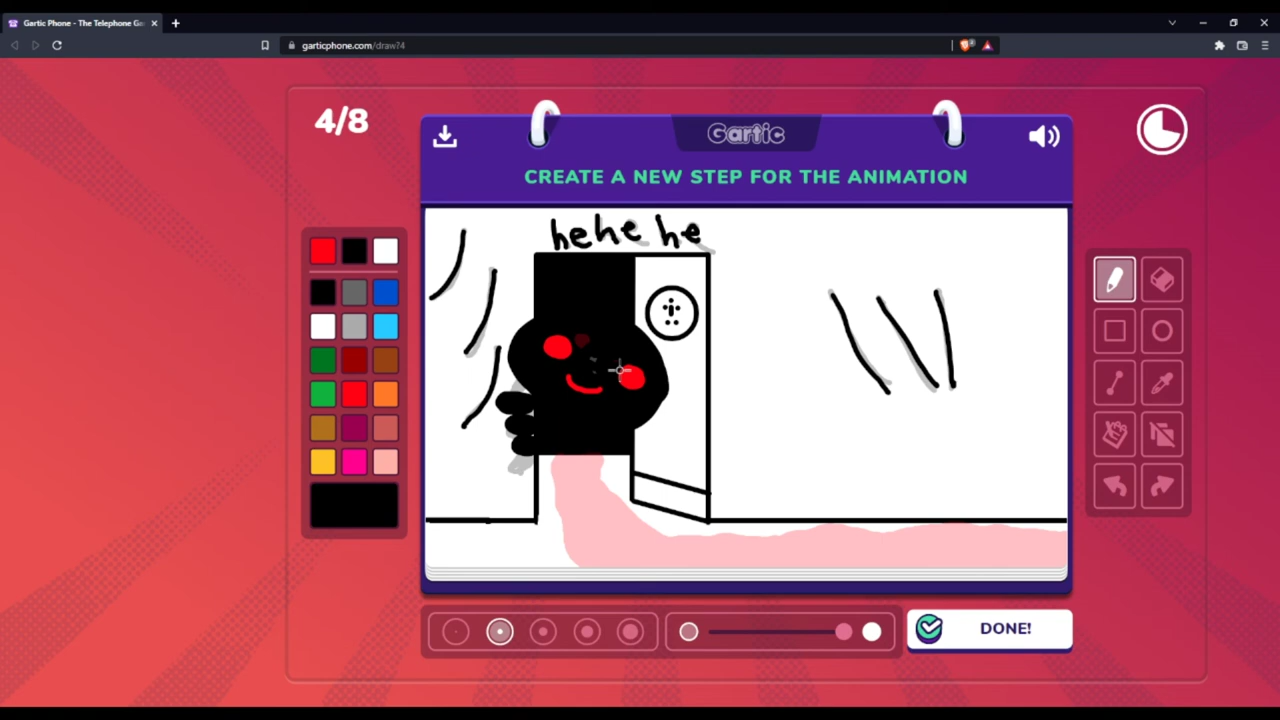 Gartic Phone - The Telephone Ga
garticphone.com/draw?4
4/8
Gartic
CREATE A NEW STEP FOR THE ANIMATION
hehe he
DONE!